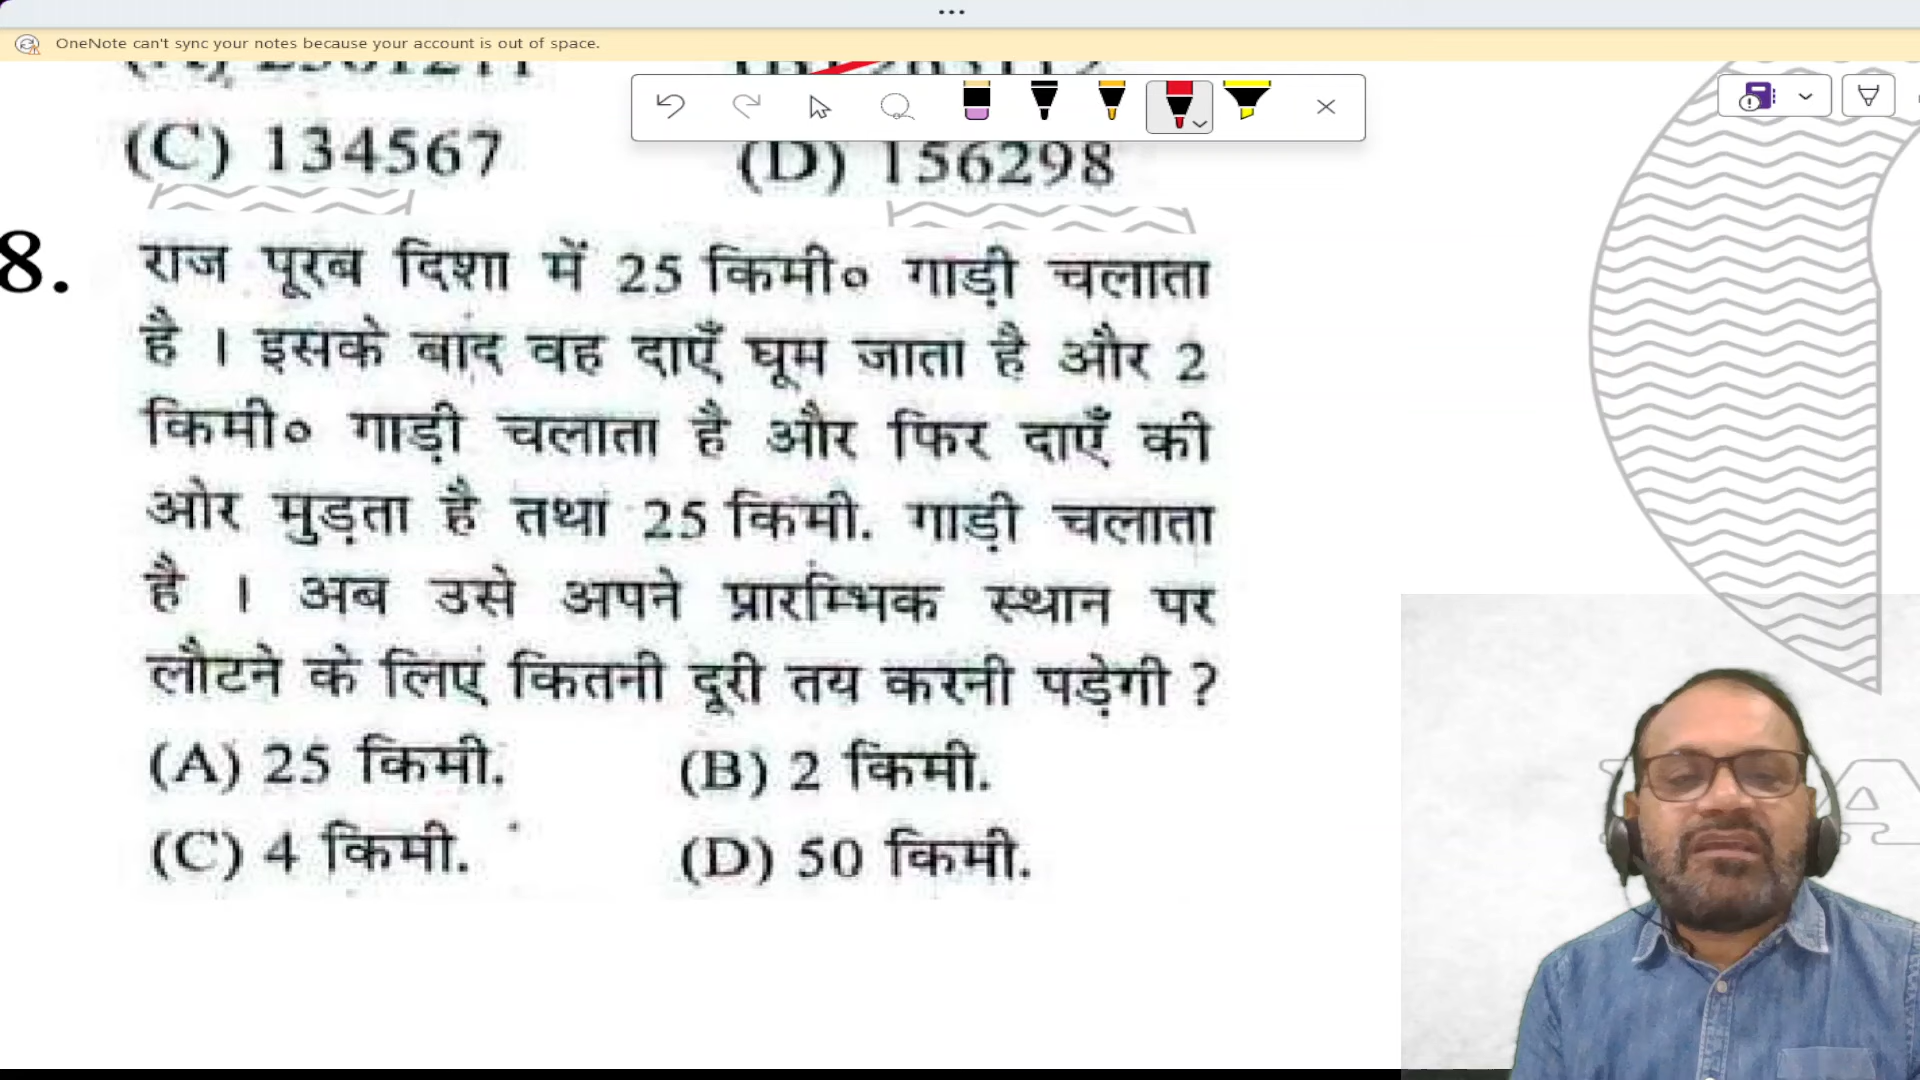 OneNote can't sync your notes because your account is out of space.
(C) 134567
(D) 156298
8. राज पूरब दिशा में 25 किमी० गाड़ी चलाता
है । इसके बाद वह दाएँ घूम जाता है और 2
किमी० गाड़ी चलाता है और फिर दाएँ की
ओर मुड़ता है तथा 25 किमी. गाड़ी चलाता
है । अब उसे अपने प्रारम्भिक स्थान पर
लौटने के लिए कितनी दूरी तय करनी पड़ेगी ?
(A) 25 किमी. (B) 2 किमी.
(C) 4 किमी. (D) 50 किमी.